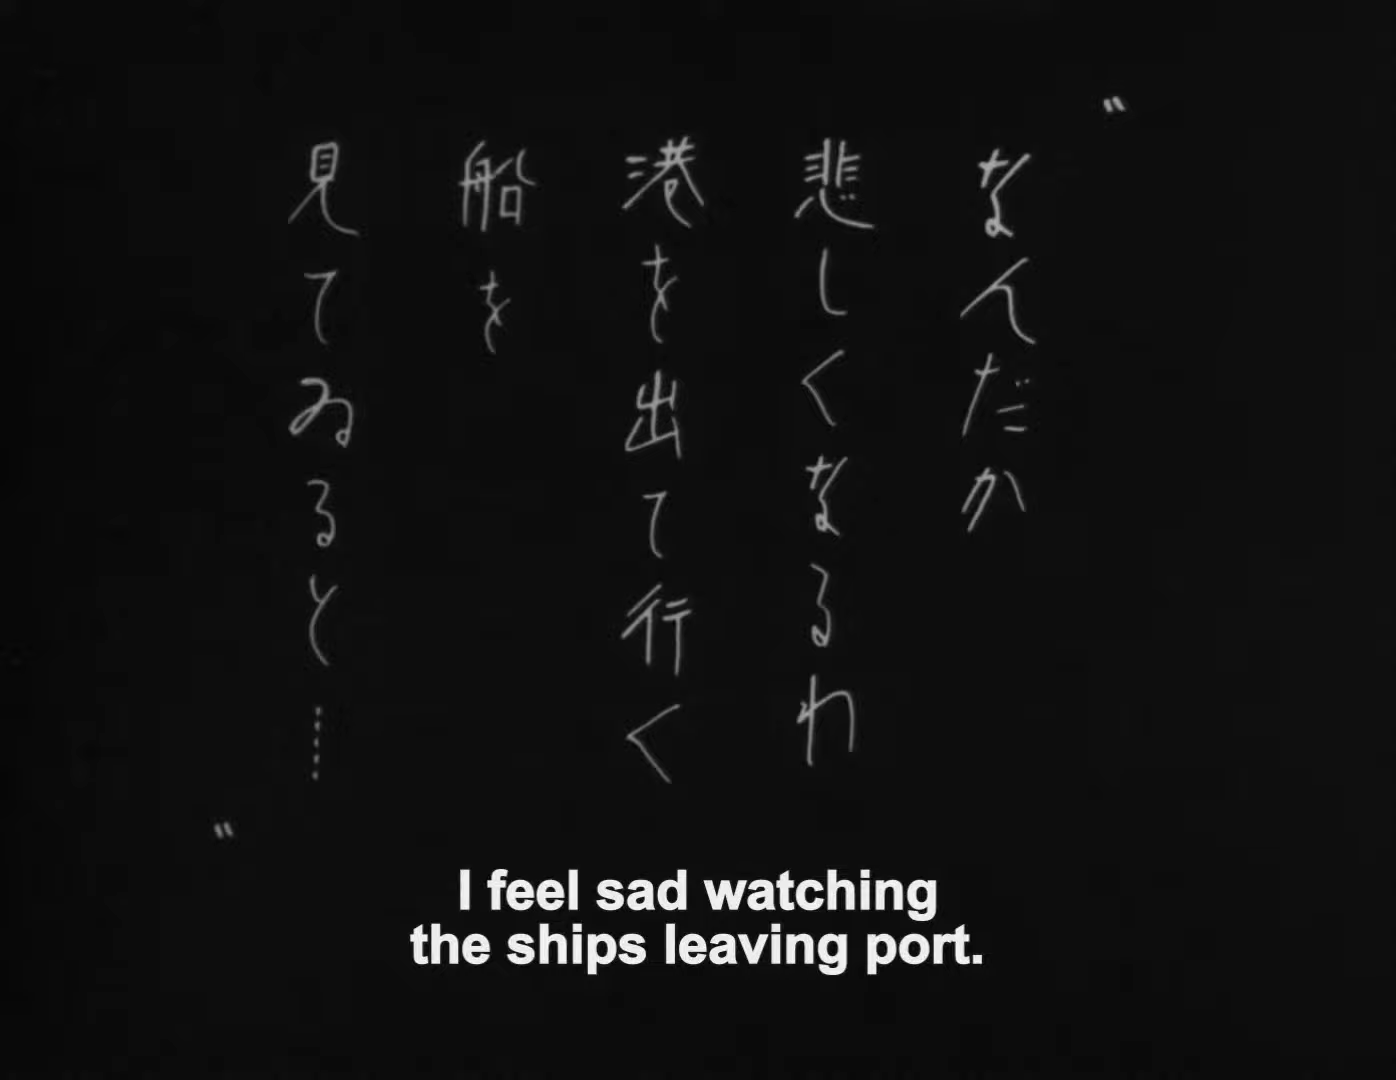 〝なんだか
悲しくなるわ
港を出て行く
船を
見てゐると……〟
I feel sad watching
the ships leaving port.